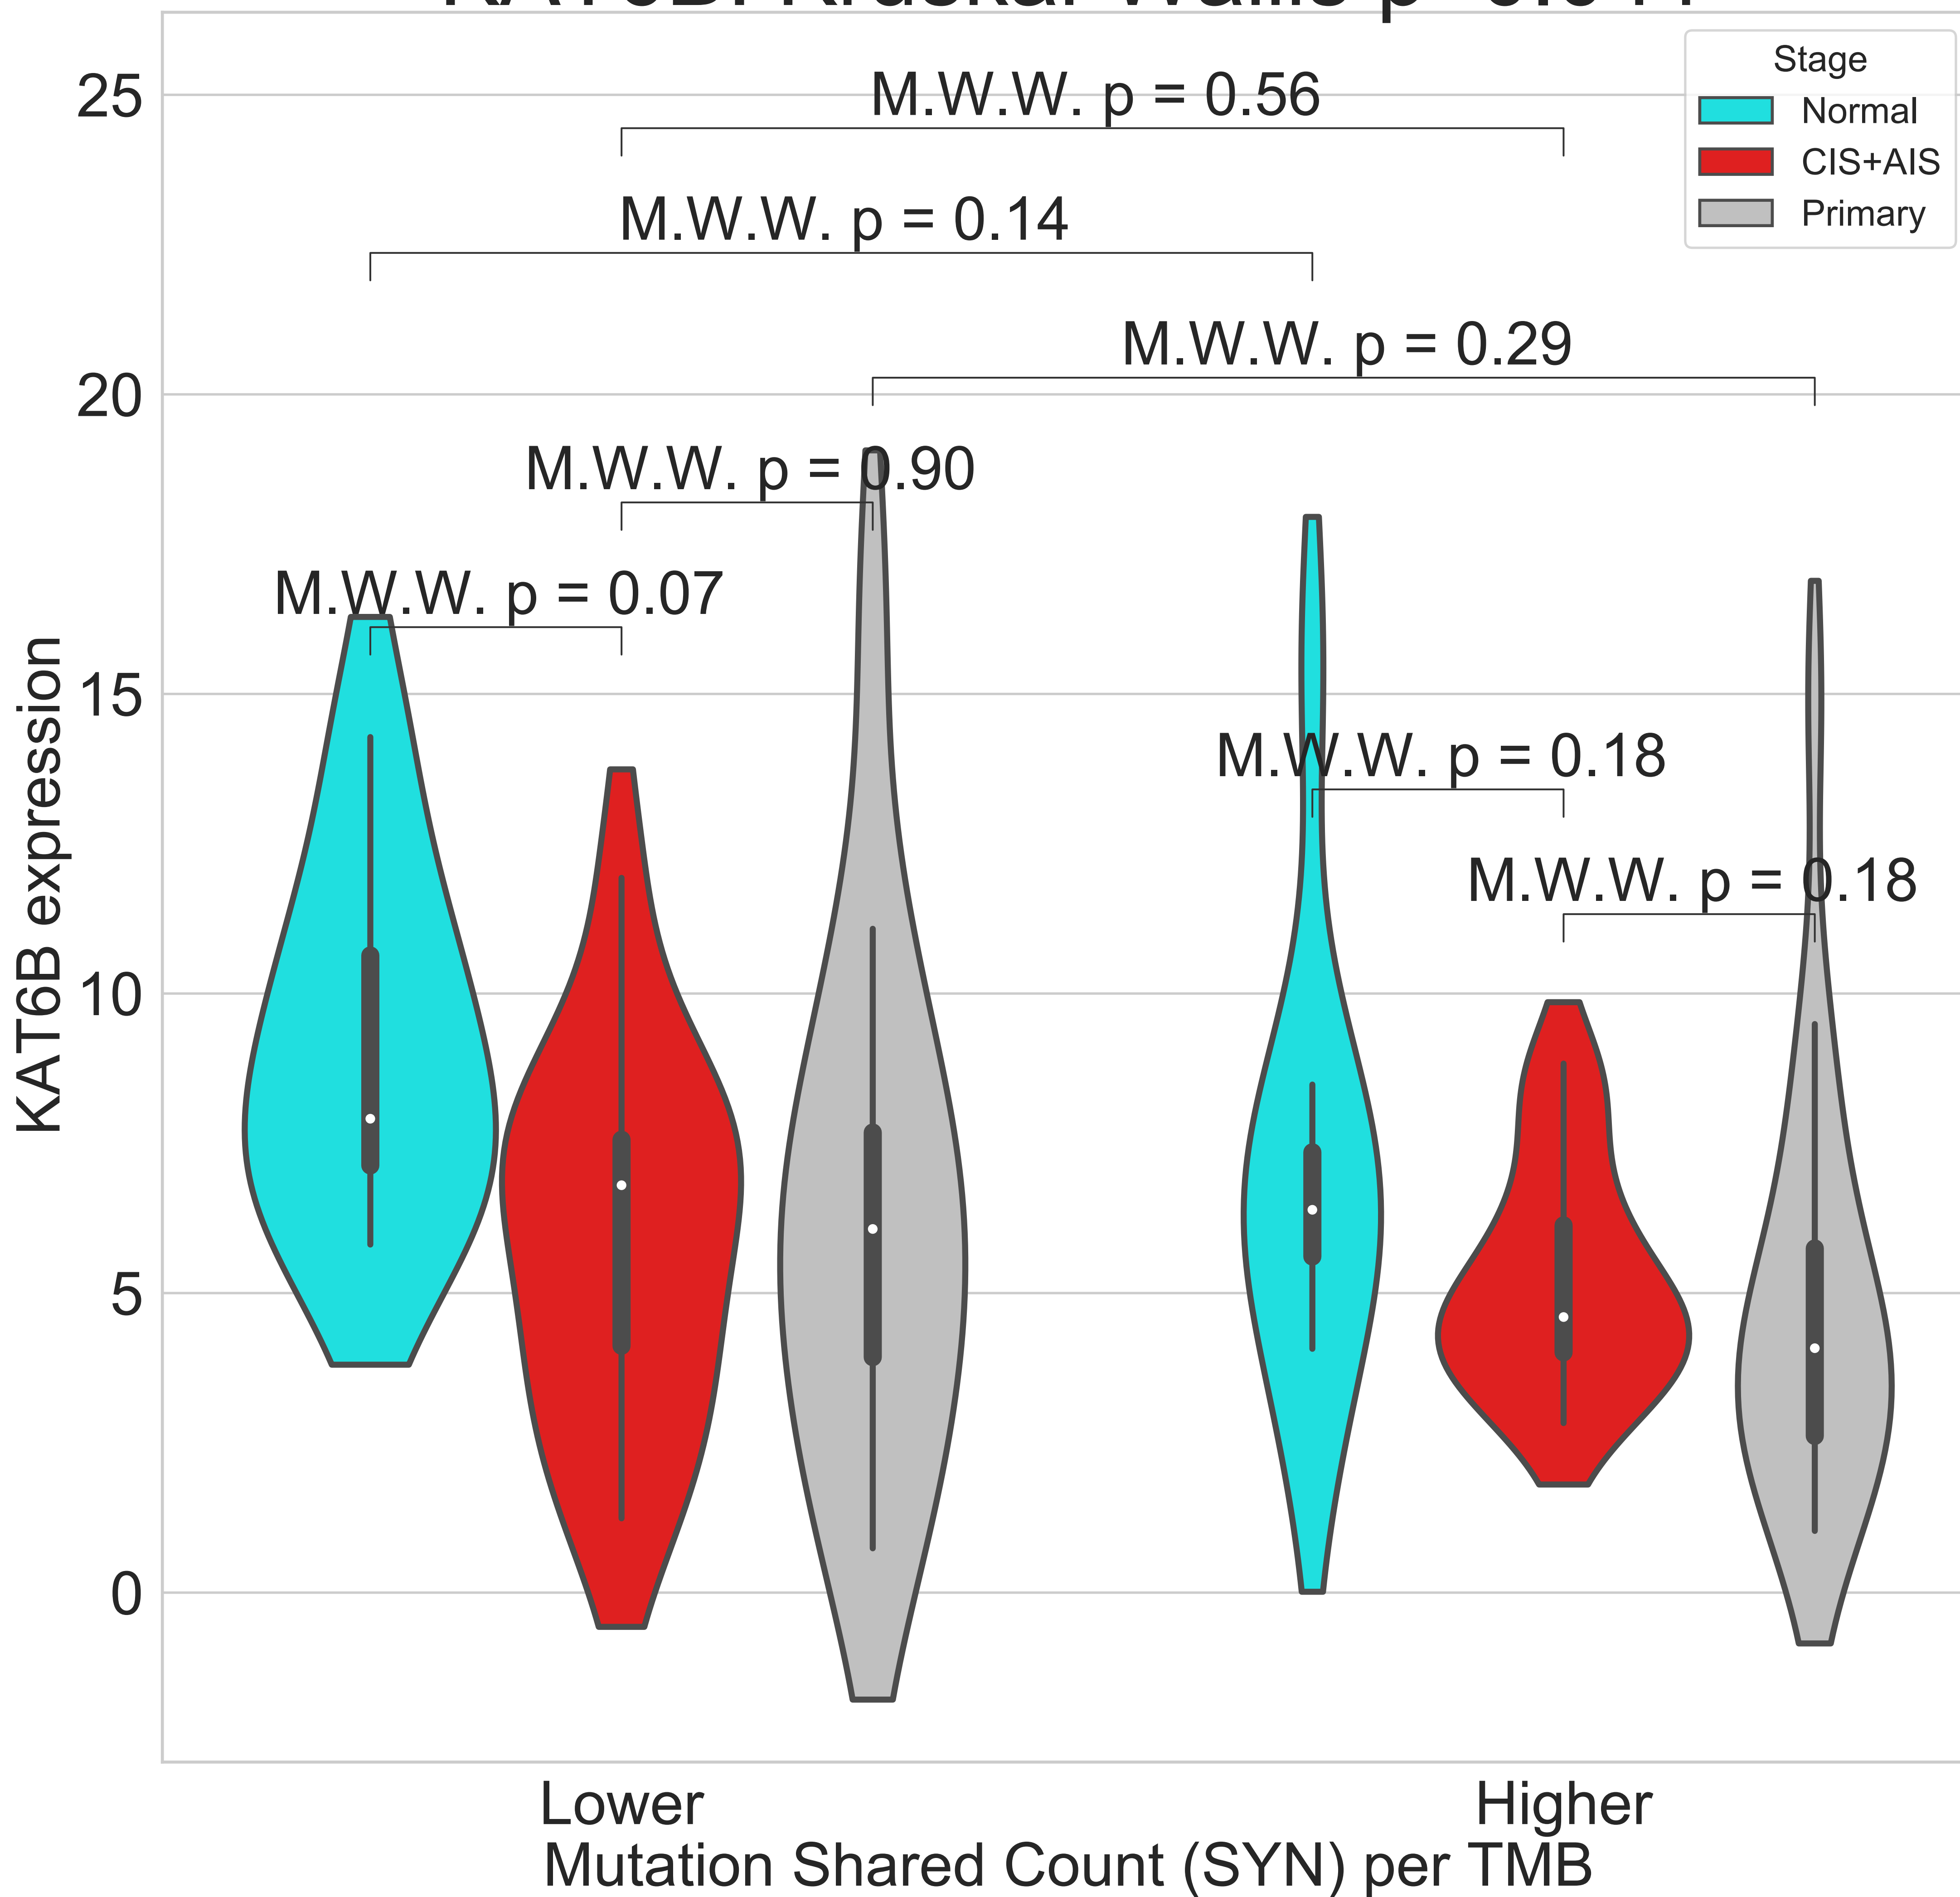 Stage
Normal
CIS+AIS
Primary
M.W.W. p = 0.56
M.W.W. p = 0.14
M.W.W. p = 0.29
M.W.W. p = 0.90
M.W.W. p = 0.07
M.W.W. p = 0.18
M.W.W. p = 0.18
25
20
15
10
5
0
KAT6B expression
Lower
Higher
Mutation Shared Count (SYN) per TMB